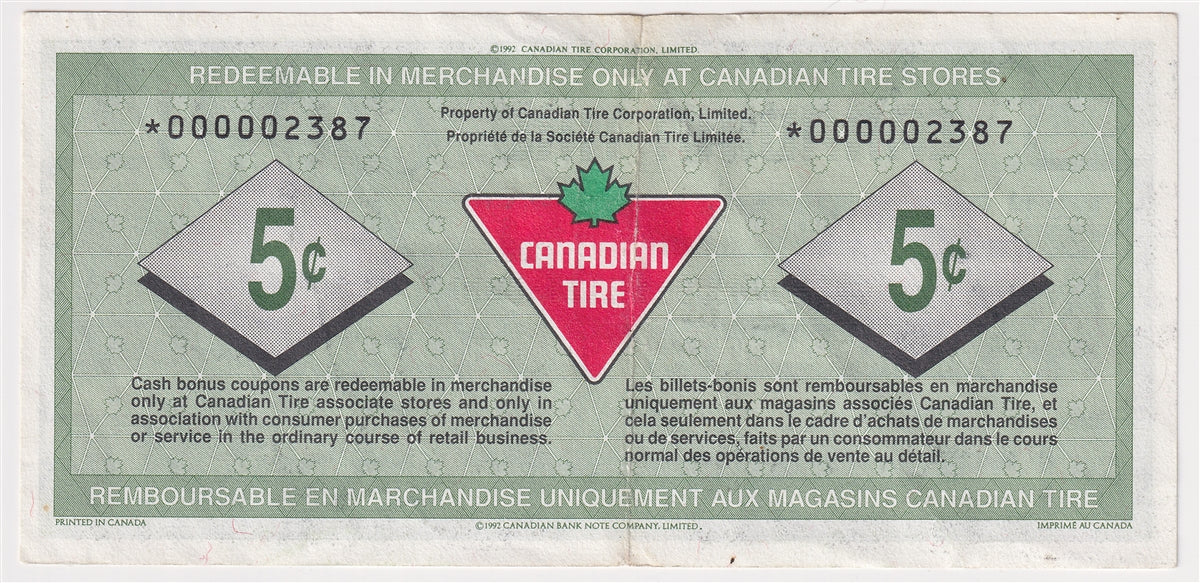 ©1992 CANADIAN TIRE CORPORATION, LIMITED.
REDEEMABLE IN MERCHANDISE ONLY AT CANADIAN TIRE STORES.
Property of Canadian Tire Corporation, Limited.
Propriété de la Société Canadian Tire Limitée.
*000002387
*000002387
5¢
CANADIAN
TIRE
5¢
Cash bonus coupons are redeemable in merchandise
only at Canadian Tire associate stores and only in
association with consumer purchases of merchandise
or service in the ordinary course of retail business.
Les billets-bonis sont remboursables en marchandise
uniquement aux magasins associés Canadian Tire, et
cela seulement dans le cadre d'achats de marchandises
ou de services, faits par un consommateur dans le cours
normal des opérations de vente au détail.
REMBOURSABLE EN MARCHANDISE UNIQUEMENT AUX MAGASINS CANADIAN TIRE
PRINTED IN CANADA
©1992 CANADIAN BANK NOTE COMPANY, LIMITED.
IMPRIMÉ AU CANADA